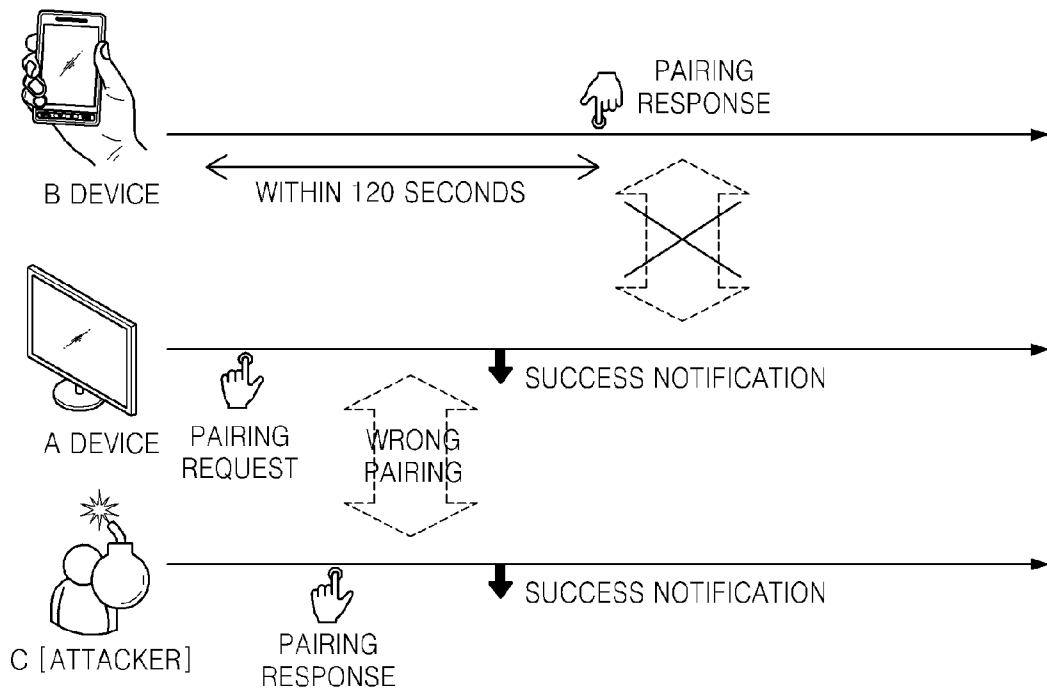 PAIRING
RESPONSE
B DEVICE
WITHIN 120 SECONDS
SUCCESS NOTIFICATION
A DEVICE
PAIRING
REQUEST
WRONG
PAIRING
SUCCESS NOTIFICATION
C [ATTACKER]
PAIRING
RESPONSE